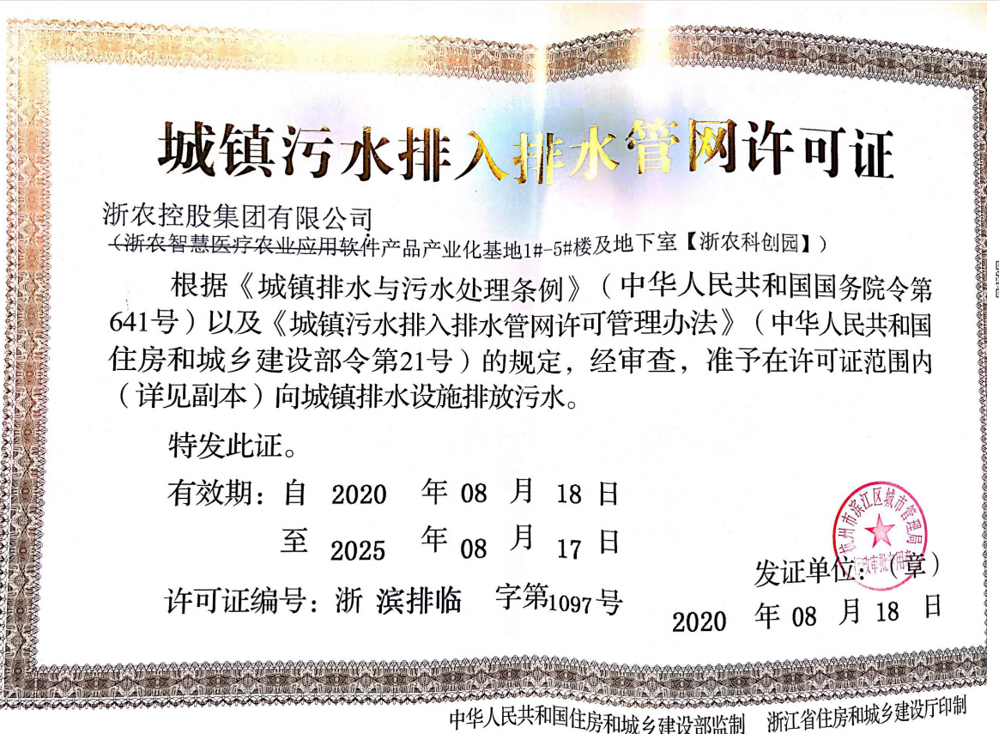 城镇污水排入排水管网许可证
浙农控股集团有限公司
（浙农智慧医疗农业应用软件产品产业化基地1#-5#楼及地下室【浙农科创园】）
根据《城镇排水与污水处理条例》（中华人民共和国国务院令第
641号）以及《城镇污水排入排水管网许可管理办法》（中华人民共和国
住房和城乡建设部令第21号）的规定，经审查，准予在许可证范围内
（详见副本）向城镇排水设施排放污水。
特发此证。
有效期：自 2020 年 08 月 18 日
至 2025 年 08 月 17 日
杭州市滨江区城市管理局
行政审批专用章
发证单位：（章）
许可证编号：浙 滨排临 字第1097号
2020 年 08 月 18 日
中华人民共和国住房和城乡建设部监制 浙江省住房和城乡建设厅印制